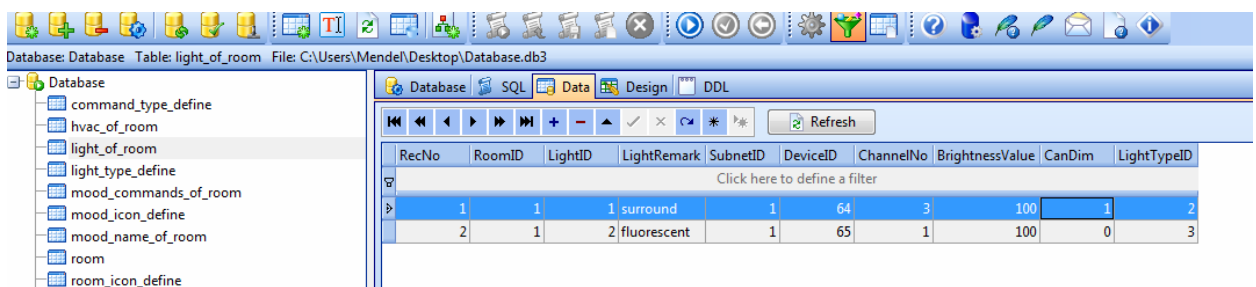 Database: Database Table: light_of_room File: C:\Users\Mendel\Desktop\Database.db3
Database
command_type_define
hvac_of_room
light_of_room
light_type_define
mood_commands_of_room
mood_icon_define
mood_name_of_room
room
room_icon_define
Database SQL Data Design DDL
Refresh
RecNo RoomID LightID LightRemark SubnetID DeviceID ChannelNo BrightnessValue CanDim LightTypeID
Click here to define a filter
1 1 1 surround 1 64 3 100 1 2
2 1 2 fluorescent 1 65 1 100 0 3